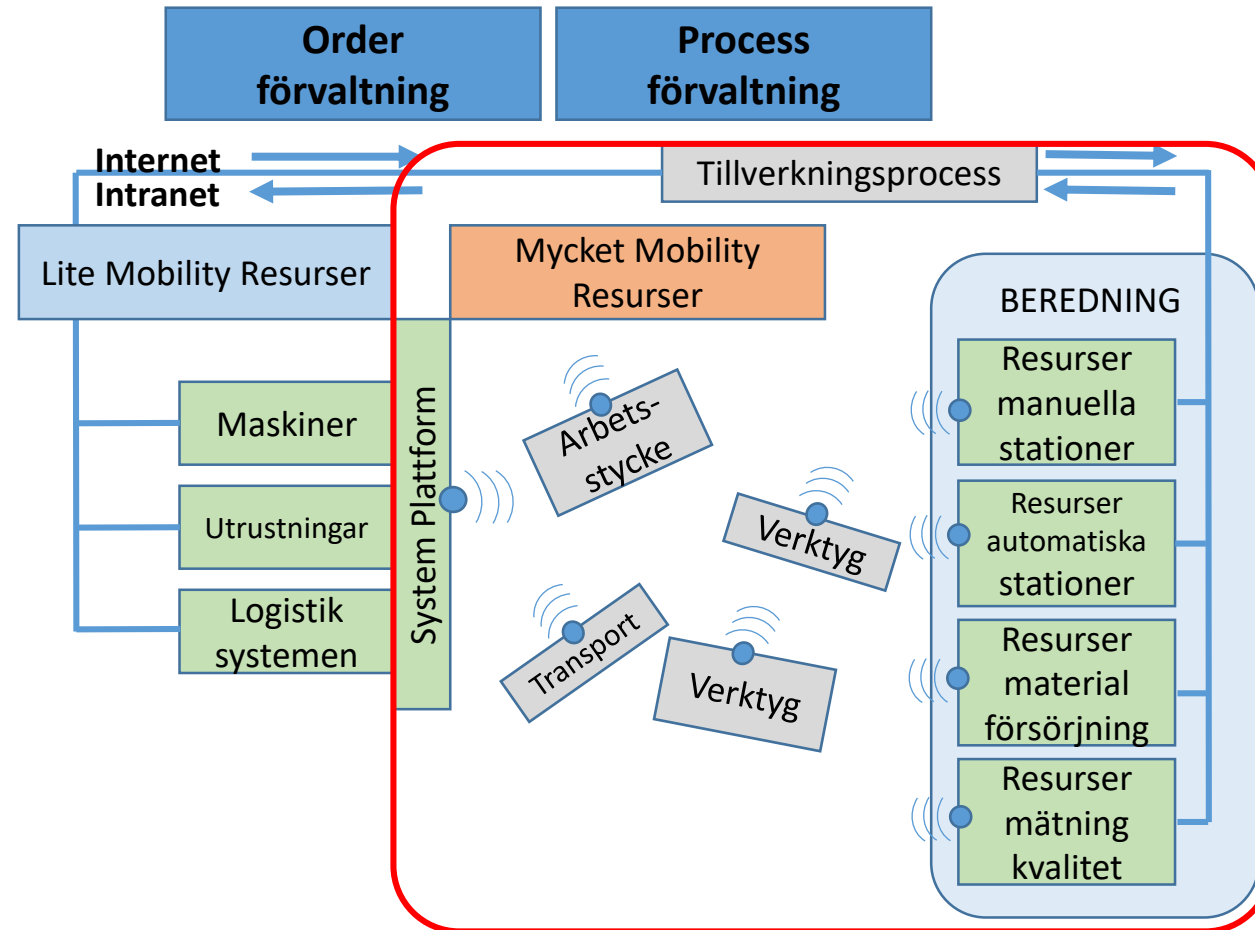 Order
förvaltning
Process
förvaltning
Internet
Intranet
Tillverkningsprocess
Lite Mobility Resurser
Mycket Mobility
Resurser
BEREDNING
Maskiner
Utrustningar
Logistik
systemen
System Plattform
Arbets-
stycke
Verktyg
Transport
Verktyg
Resurser
manuella
stationer
Resurser
automatiska
stationer
Resurser
material
försörjning
Resurser
mätning
kvalitet